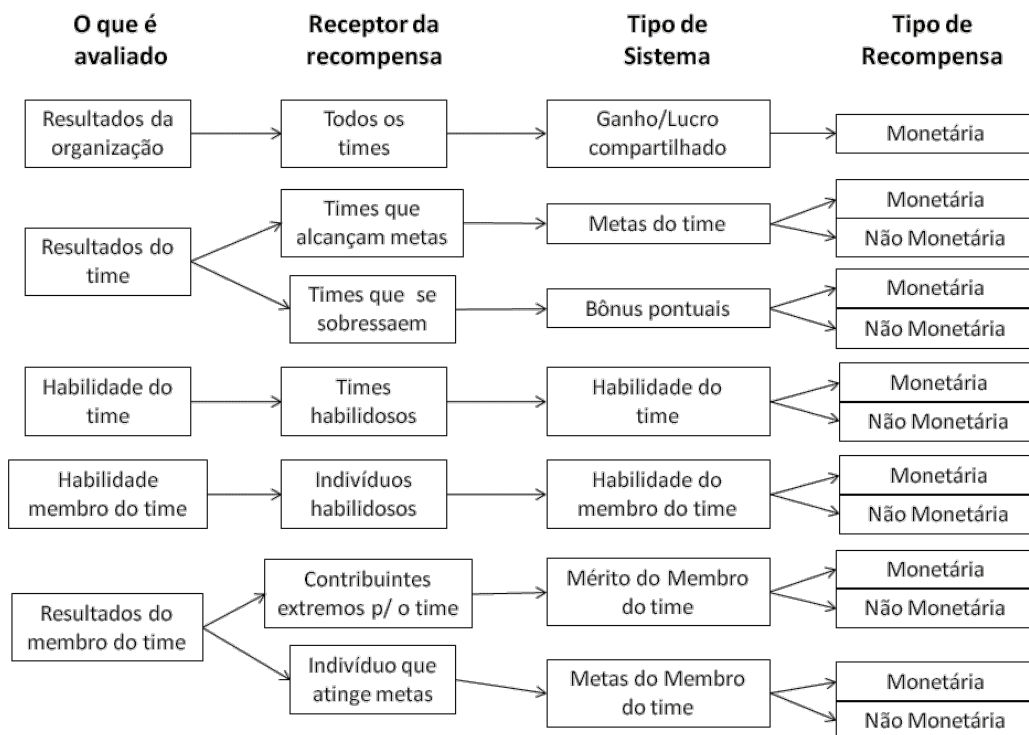 O que é
avaliado
Receptor da
recompensa
Tipo de
Sistema
Tipo de
Recompensa
Resultados da
organização
Todos os
times
Ganho/Lucro
compartilhado
Monetária
Resultados do
time
Times que
alcançam metas
Metas do time
Monetária
Não Monetária
Times que se
sobressaem
Bônus pontuais
Monetária
Não Monetária
Habilidade do
time
Times
habilidosos
Habilidade do
time
Monetária
Não Monetária
Habilidade
membro do time
Indivíduos
habilidosos
Habilidade do
membro do time
Monetária
Não Monetária
Resultados do
membro do time
Contribuintes
extremos p/ o time
Mérito do Membro
do time
Monetária
Não Monetária
Indivíduo que
atinge metas
Metas do Membro
do time
Monetária
Não Monetária